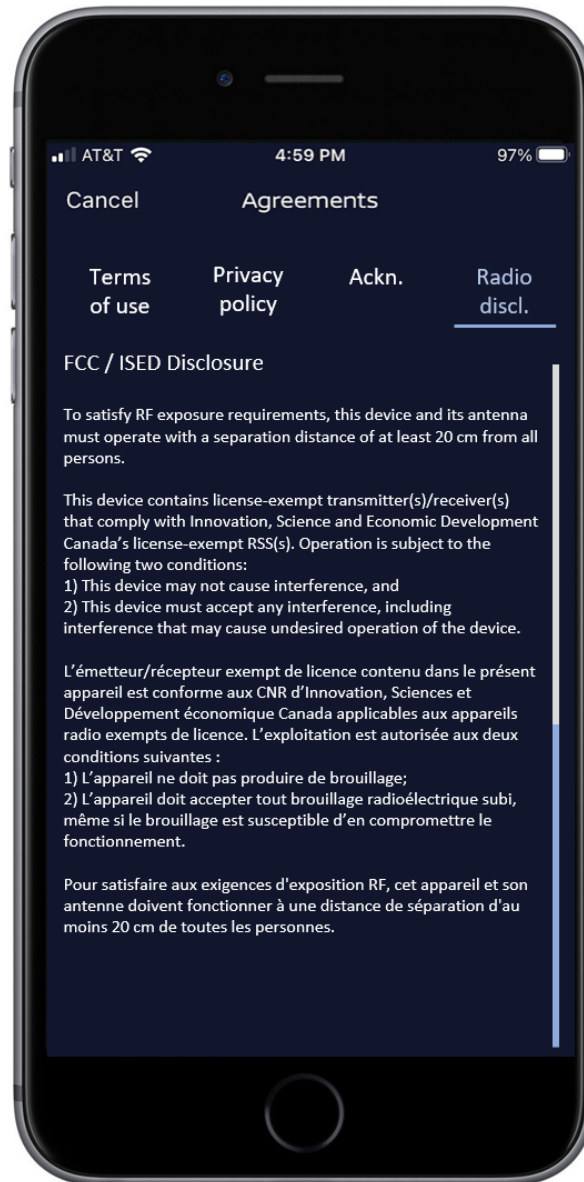 AT&T 4:59 PM 97%
Cancel Agreements
Terms of use Privacy policy Ackn. Radio discl.
FCC / ISED Disclosure
To satisfy RF exposure requirements, this device and its antenna
must operate with a separation distance of at least 20 cm from all
persons.
This device contains license-exempt transmitter(s)/receiver(s)
that comply with Innovation, Science and Economic Development
Canada’s license-exempt RSS(s). Operation is subject to the
following two conditions:
1) This device may not cause interference, and
2) This device must accept any interference, including
interference that may cause undesired operation of the device.
L’émetteur/récepteur exempt de licence contenu dans le présent
appareil est conforme aux CNR d’Innovation, Sciences et
Développement économique Canada applicables aux appareils
radio exempts de licence. L’exploitation est autorisée aux deux
conditions suivantes :
1) L’appareil ne doit pas produire de brouillage;
2) L’appareil doit accepter tout brouillage radioélectrique subi,
même si le brouillage est susceptible d’en compromettre le
fonctionnement.
Pour satisfaire aux exigences d'exposition RF, cet appareil et son
antenne doivent fonctionner à une distance de séparation d'au
moins 20 cm de toutes les personnes.